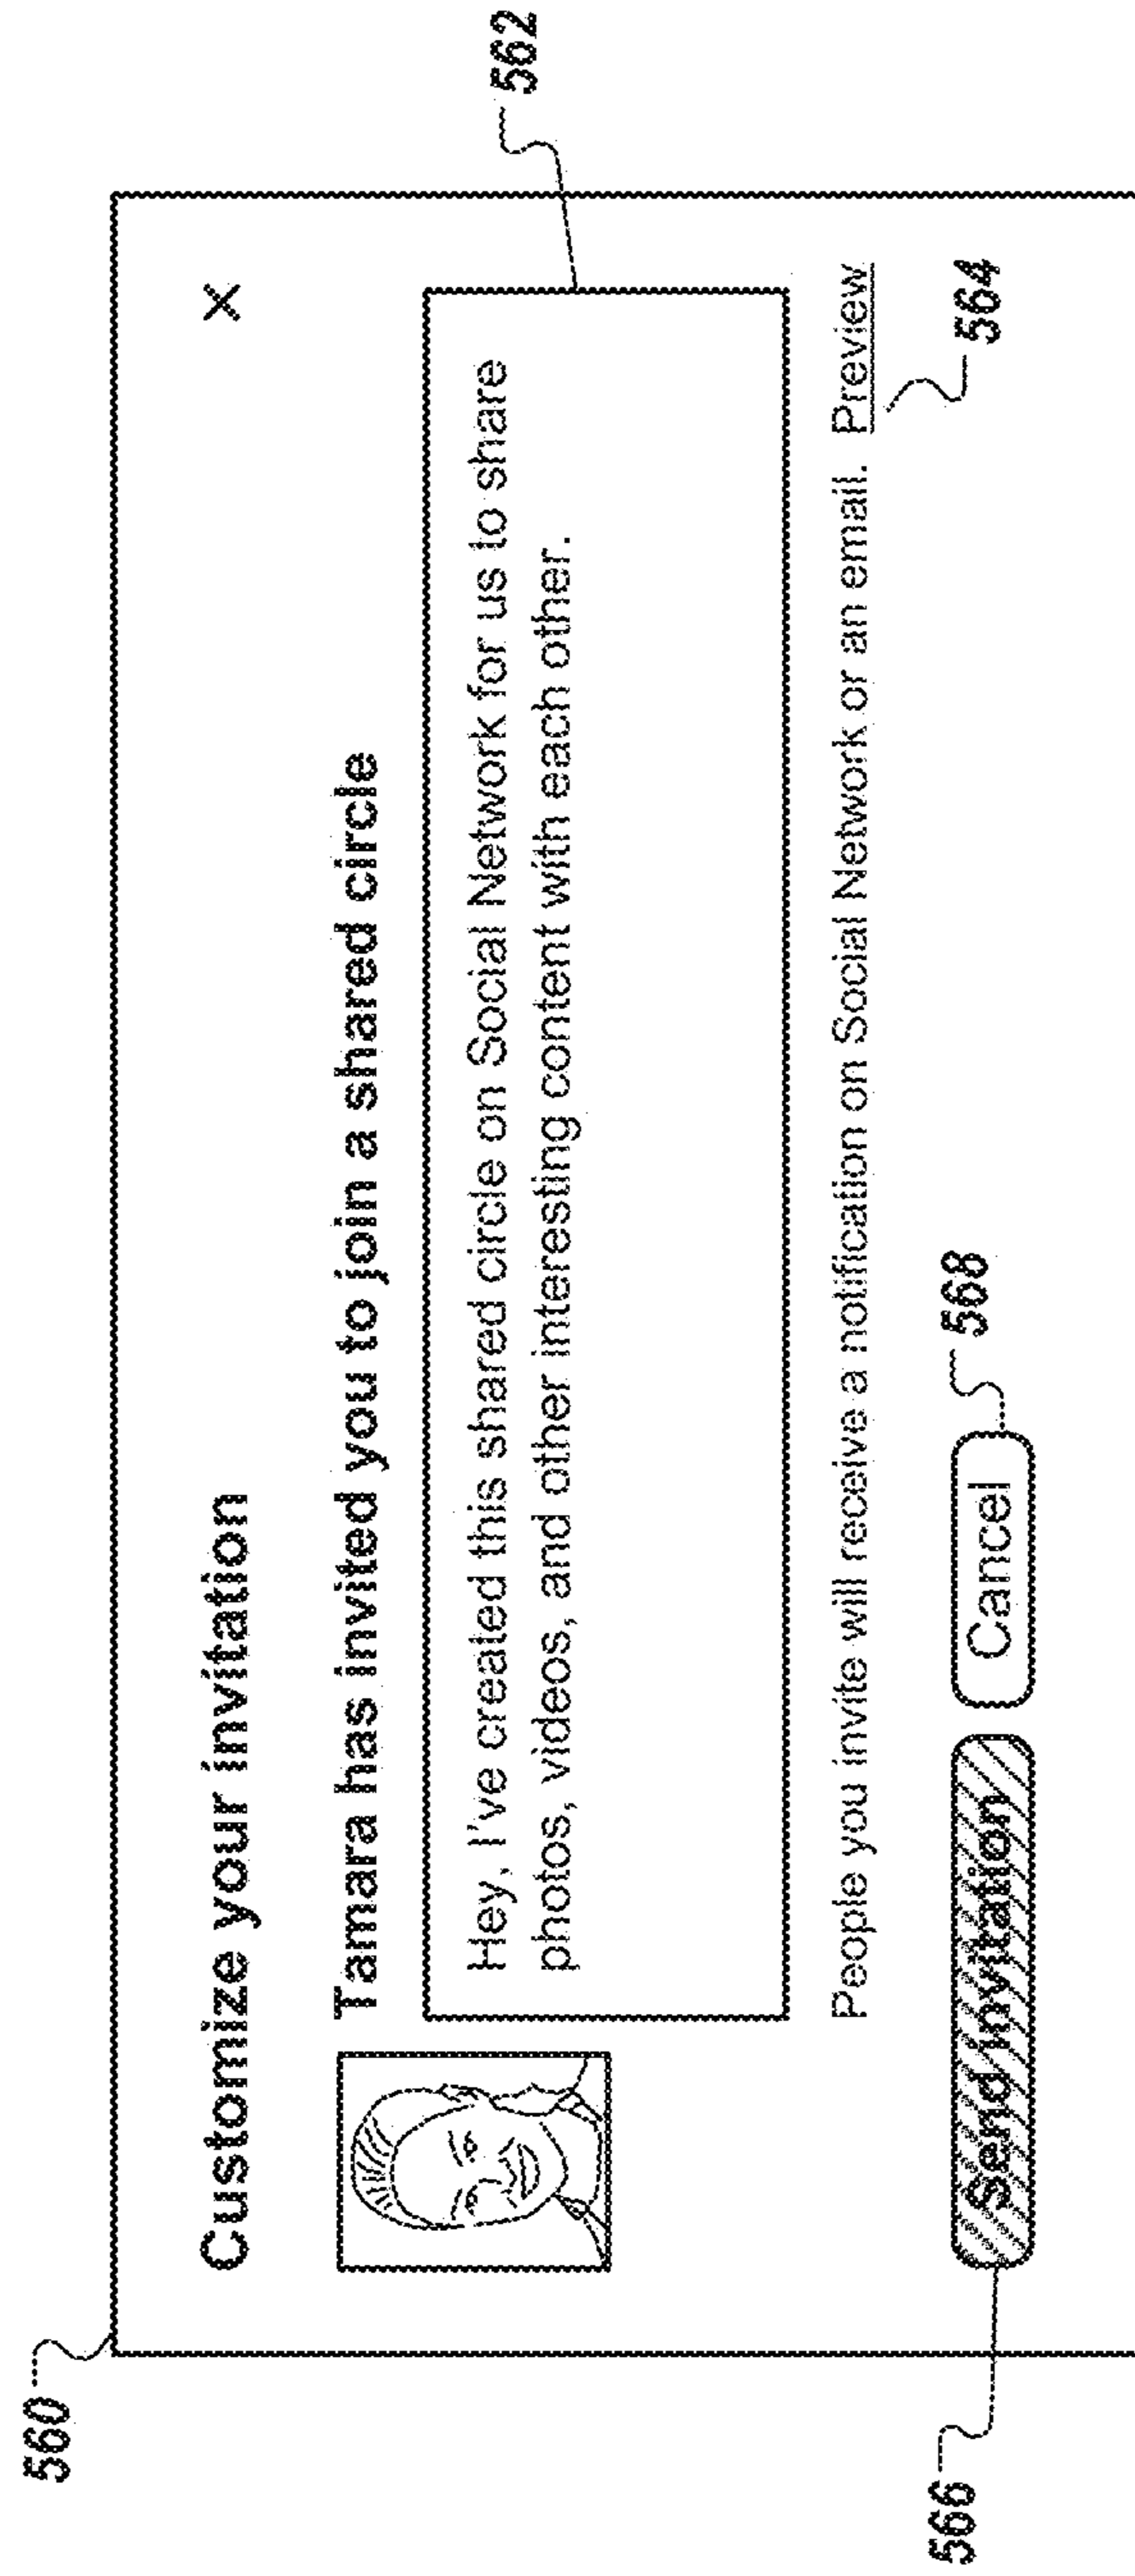 560
Customize your invitation X
Tamara has invited you to join a shared circle
562
Hey, I've created this shared circle on Social Network for us to share
photos, videos, and other interesting content with each other.
People you invite will receive a notification on Social Network or an email. Preview
564
566
Send invitation Cancel
568